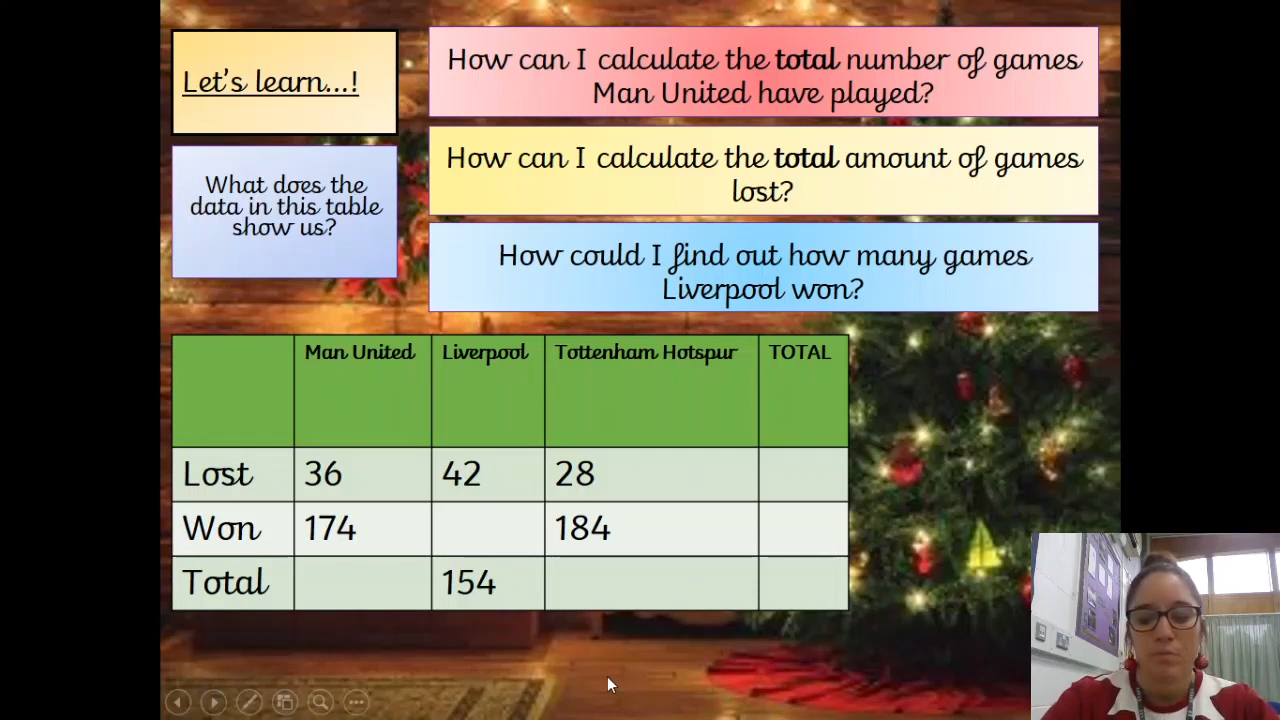 Let's learn...!
What does the
data in this table
show us?
How can I calculate the total number of games
Man United have played?
How can I calculate the total amount of games
lost?
How could I find out how many games
Liverpool won?
Man United Liverpool Tottenham Hotspur TOTAL
Lost 36 42 28
Won 174 184
Total 154